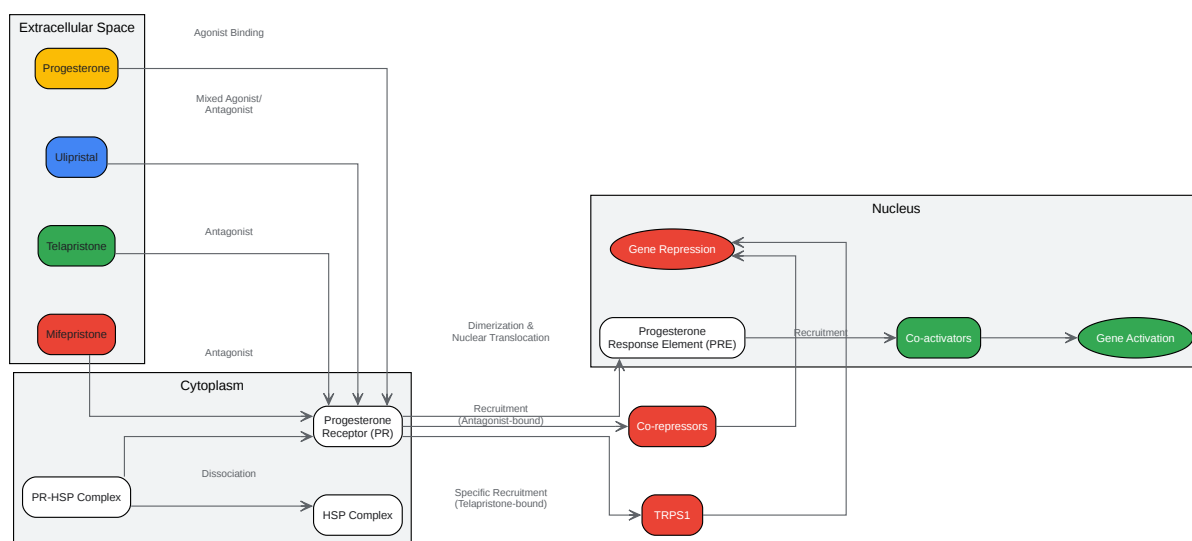 Extracellular Space
Agonist Binding
Progesterone
Mixed Agonist/
Antagonist
Ulipristal
Telapristone
Antagonist
Mifepristone
Antagonist
Nucleus
Gene Repression
Dimerization &
Nuclear Translocation
Progesterone
Response Element (PRE)
Recruitment
Co-activators
Gene Activation
Cytoplasm
Progesterone
Receptor (PR)
Recruitment
(Antagonist-bound)
Co-repressors
Dissociation
PR-HSP Complex
HSP Complex
Specific Recruitment
(Telapristone-bound)
TRPS1